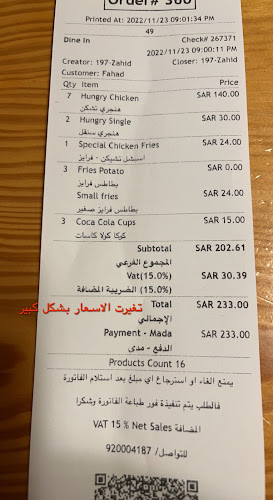 Order# 360
Printed At: 2022/11/23 09:01:34 PM
49
Dine In Check# 267371
2022/11/23 09:00:11 PM
Creator: 197-Zahid Closer: 197-Zahid
Customer: Fahad
Qty Item Price
7 Hungry Chicken SAR 140.00
هنجري تشكن
2 Hungry Single SAR 30.00
هنجري سنقل
1 Special Chicken Fries SAR 24.00
اسبشل تشيكن - فرايز
3 Fries Potato SAR 0.00
بطاطس فرايز
Small fries SAR 24.00
بطاطس فرايز صغير
3 Coca Cola Cups SAR 15.00
كوكا كولا كاسات
Subtotal SAR 202.61
المجموع الفرعي
Vat(15.0%) SAR 30.39
الضريبية المضافة (15.0%)
تغيرت الاسعار بشكل كبير
Total SAR 233.00
الإجمالي
Payment - Mada SAR 233.00
الدفع - مدى
Products Count 16
يمنع الغاء او استرجاع اي مبلغ بعد استلام الفاتورة
فالطلب يتم تنفيذة فور طباعة الفاتورة وشكرا
VAT 15 % Net Sales المضافة
للتواصل/ 920004187